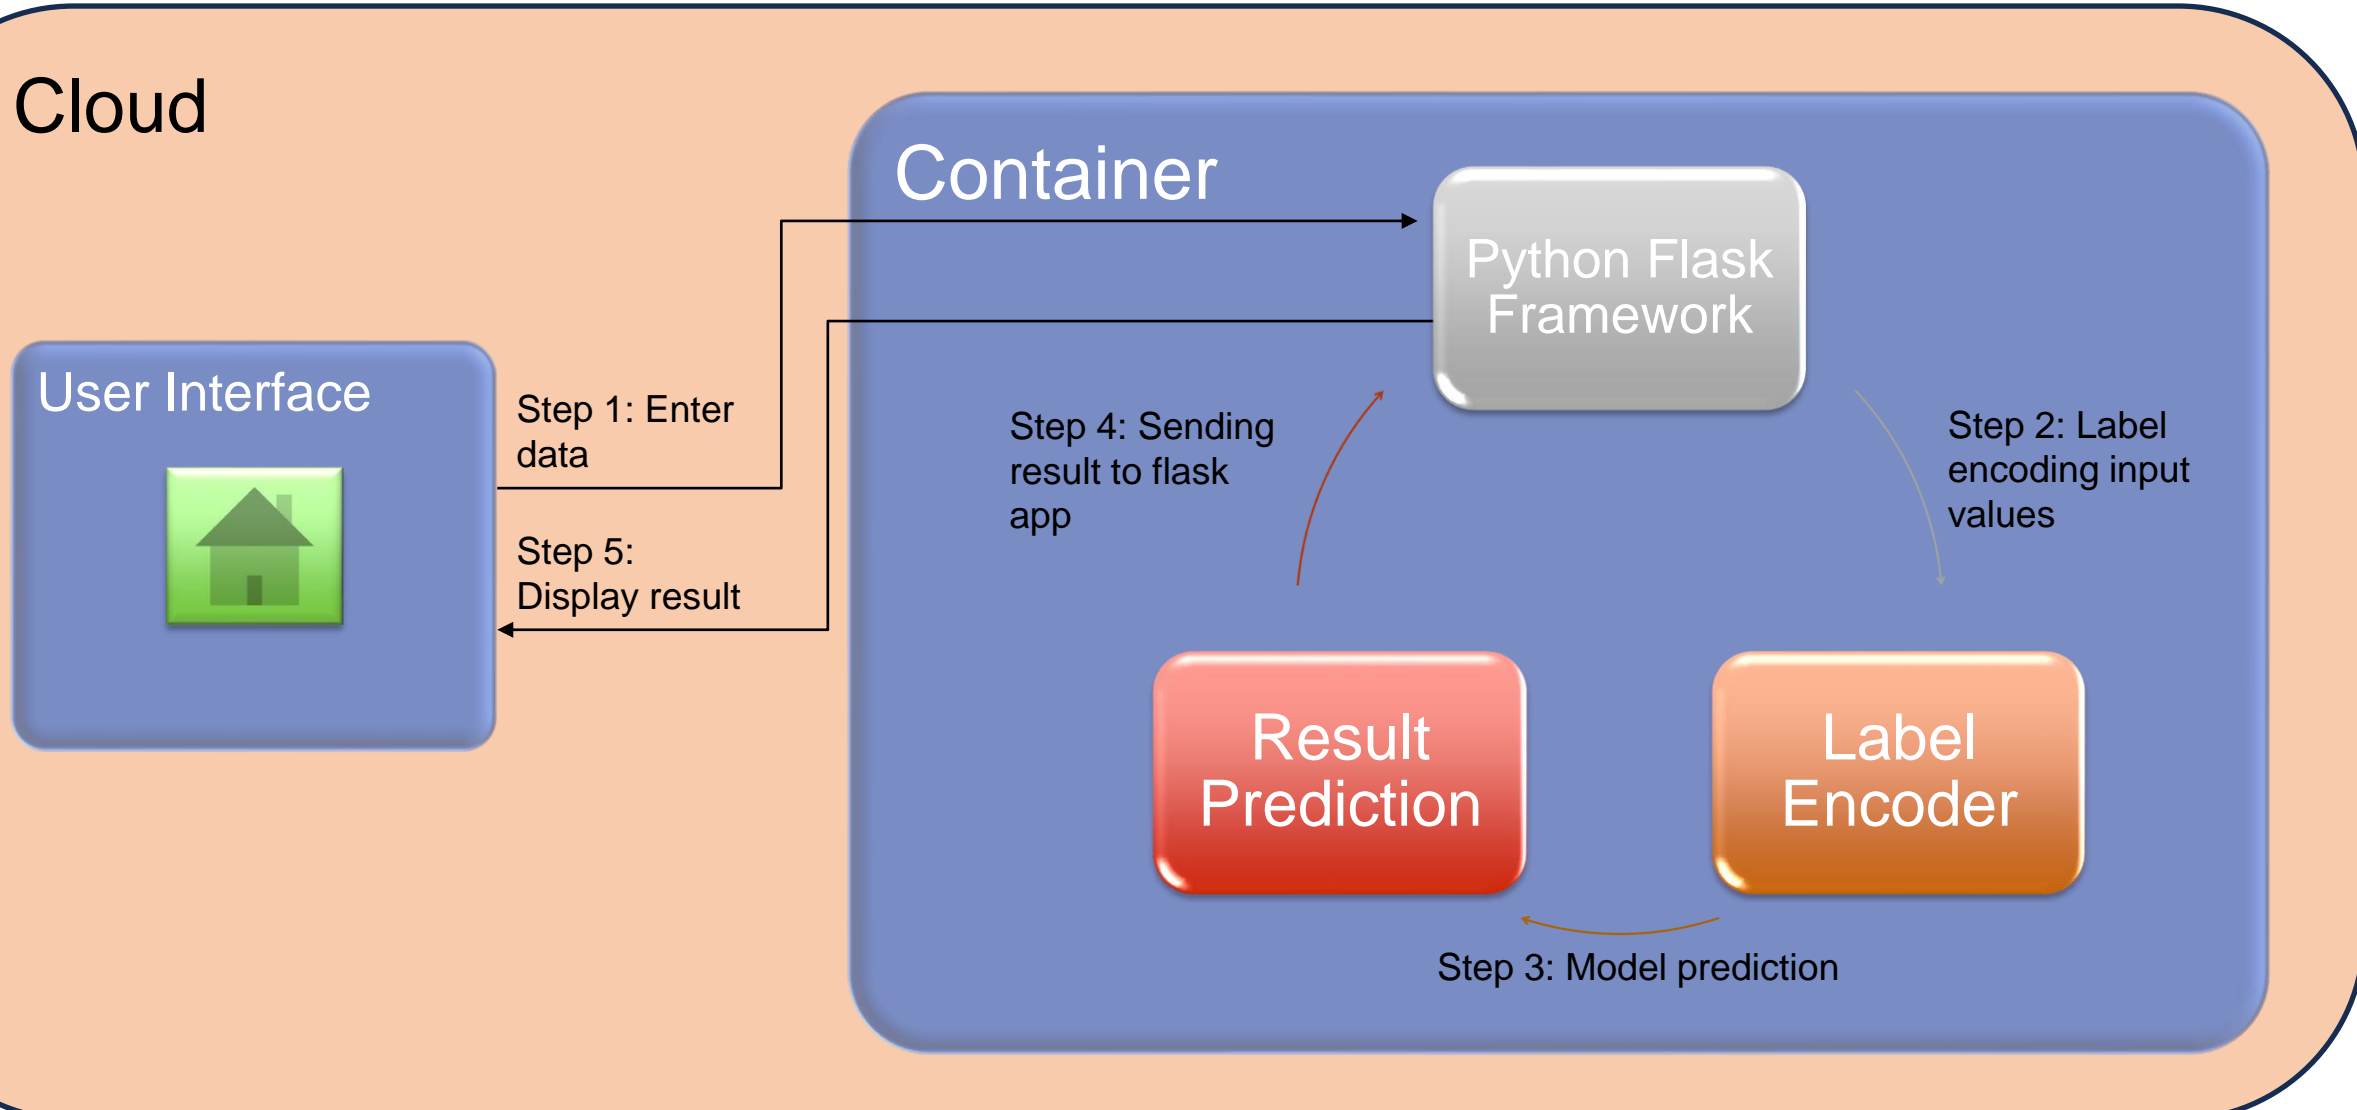 Cloud
Container
Python Flask
Framework
User Interface
Step 1: Enter
data
Step 4: Sending
result to flask
app
Step 2: Label
encoding input
values
Step 5:
Display result
Result
Prediction
Label
Encoder
Step 3: Model prediction